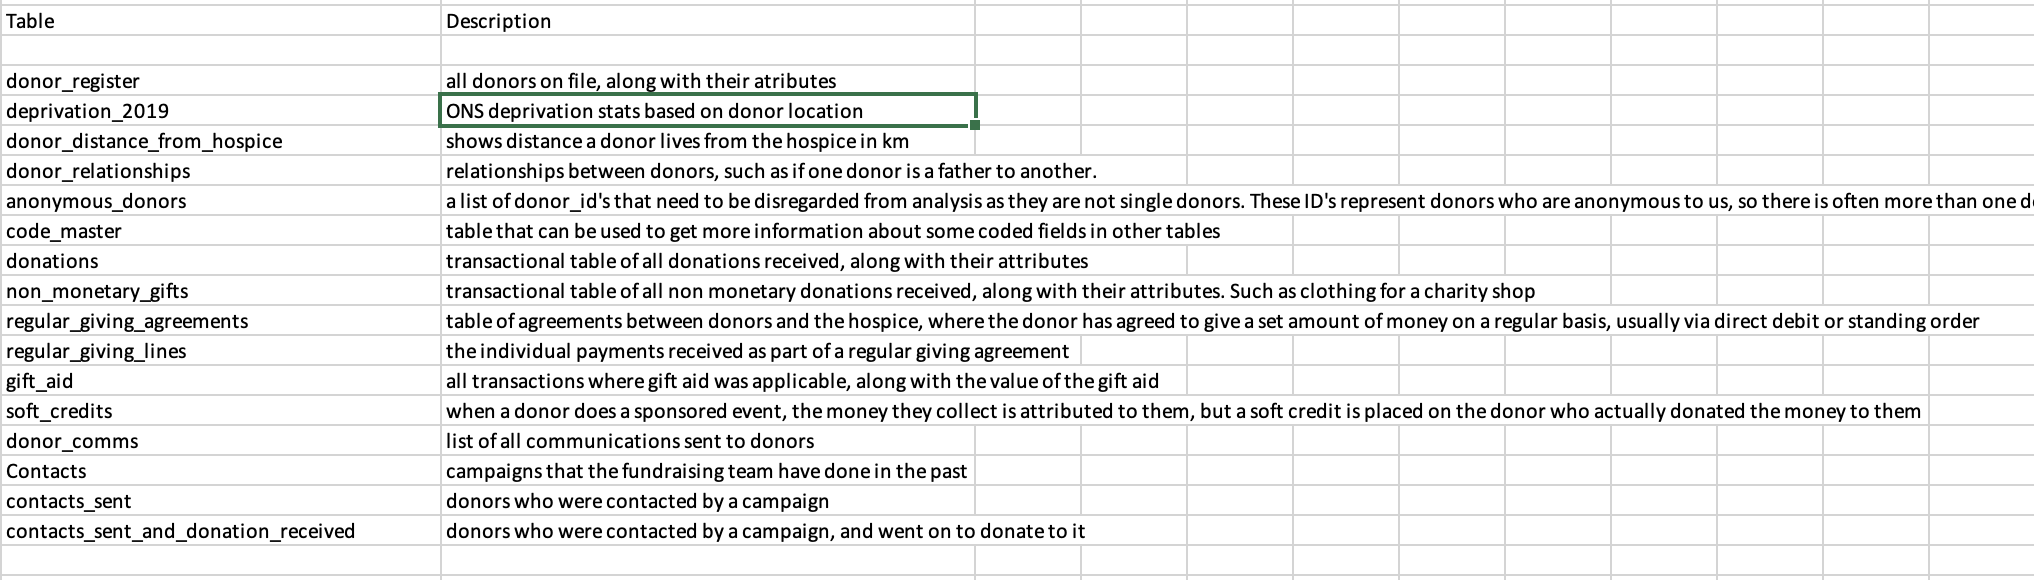 Table Description
donor_register all donors on file, along with their atributes
deprivation_2019 ONS deprivation stats based on donor location
donor_distance_from_hospice shows distance a donor lives from the hospice in km
donor_relationships relationships between donors, such as if one donor is a father to another.
anonymous_donors a list of donor_id's that need to be disregarded from analysis as they are not single donors. These ID's represent donors who are anonymous to us, so there is often more than one
code_master table that can be used to get more information about some coded fields in other tables
donations transactional table of all donations received, along with their attributes
non_monetary_gifts transactional table of all non monetary donations received, along with their attributes. Such as clothing for a charity shop
regular_giving_agreements table of agreements between donors and the hospice, where the donor has agreed to give a set amount of money on a regular basis, usually via direct debit or standing order
regular_giving_lines the individual payments received as part of a regular giving agreement
gift_aid all transactions where gift aid was applicable, along with the value of the gift aid
soft_credits when a donor does a sponsored event, the money they collect is attributed to them, but a soft credit is placed on the donor who actually donated the money to them
donor_comms list of all communications sent to donors
Contacts campaigns that the fundraising team have done in the past
contacts_sent donors who were contacted by a campaign
contacts_sent_and_donation_received donors who were contacted by a campaign, and went on to donate to it